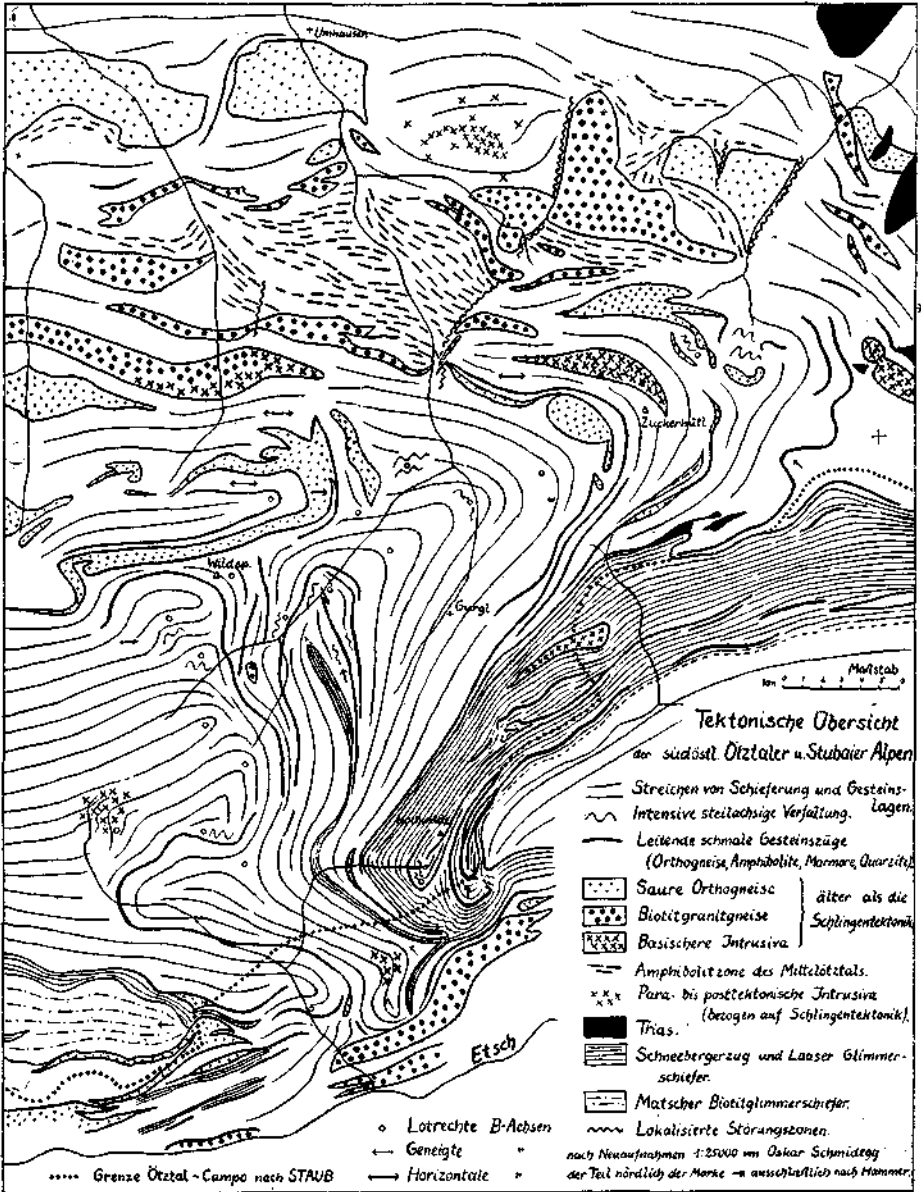 Umhausen
Zuckerhütl
Wildsp.
Gurgl
Maßstab
km
Tektonische Übersicht
der südöstl. Ötztaler u. Stubaier Alpen
Streichen von Schieferung und Gesteins-
lagen.
Intensive steilachsige Verfaltung.
Leitende schmale Gesteinszüge
(Orthogneise, Amphibolite, Marmore, Quarzite)
Saure Orthogneise
Biotitgranitgneise
Basischere Intrusiva
älter als die
Schlingentektonik
Amphibolitzone des Mittelötztals.
Para- bis posttektonische Intrusiva
(bezogen auf Schlingentektonik).
Trias.
Schneebergerzug und Laaser Glimmer-
schiefer.
Matscher Biotitglimmerschiefer.
Lokalisierte Störungszonen.
Etsch
Lotrechte B-Achsen
Geneigte "
Horizontale "
Grenze Ötztal-Campo nach STAUB
nach Neuaufnahmen 1:25000 von Oskar Schmidegg
der Teil nördlich der Marke ausschließlich nach Hammer.